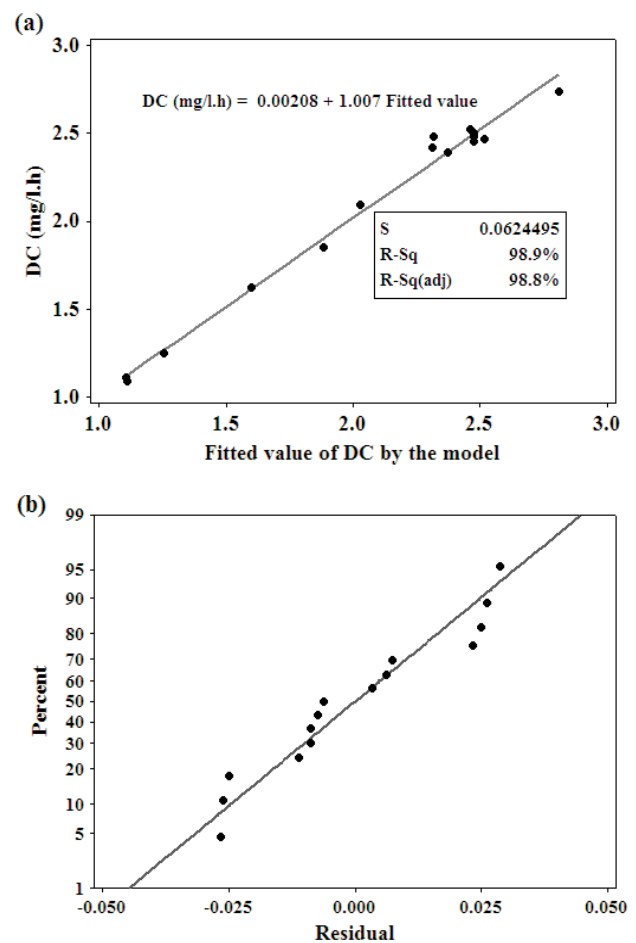 (a)
3.0
DC (mg/l.h) = 0.00208 + 1.007 Fitted value
2.5
DC (mg/l.h)
2.0
S 0.0624495
R-Sq 98.9%
R-Sq(adj) 98.8%
1.5
1.0
1.0 1.5 2.0 2.5 3.0
Fitted value of DC by the model
(b)
99
95
90
80
70
60
Percent
50
40
30
20
10
5
1
-0.050 -0.025 0.000 0.025 0.050
Residual